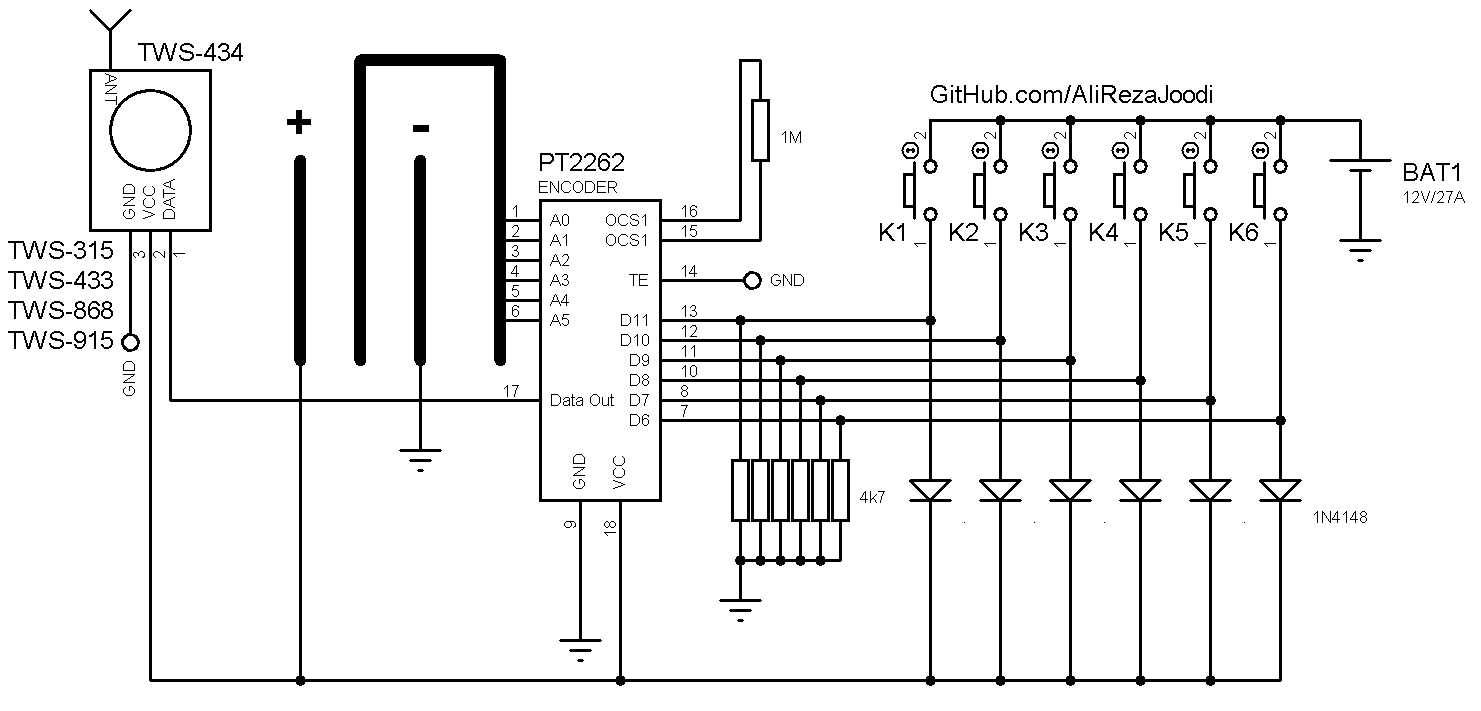 TWS-434
ANT
GND
VCC
DATA
3
2
1
TWS-315
TWS-433
TWS-868
TWS-915
GND
+
-
PT2262
ENCODER
1 A0
2 A1
3 A2
4 A3
5 A4
6 A5
17 Data Out
OCS1 16
OCS1 15
TE 14
GND
D11 13
D10 12
D9 11
D8 10
D7 8
D6 7
GND
VCC
9
18
1M
4k7
GitHub.com/AliRezaJoodi
2
2
2
2
2
2
K1
K2
K3
K4
K5
K6
1
1
1
1
1
1
BAT1
12V/27A
1N4148